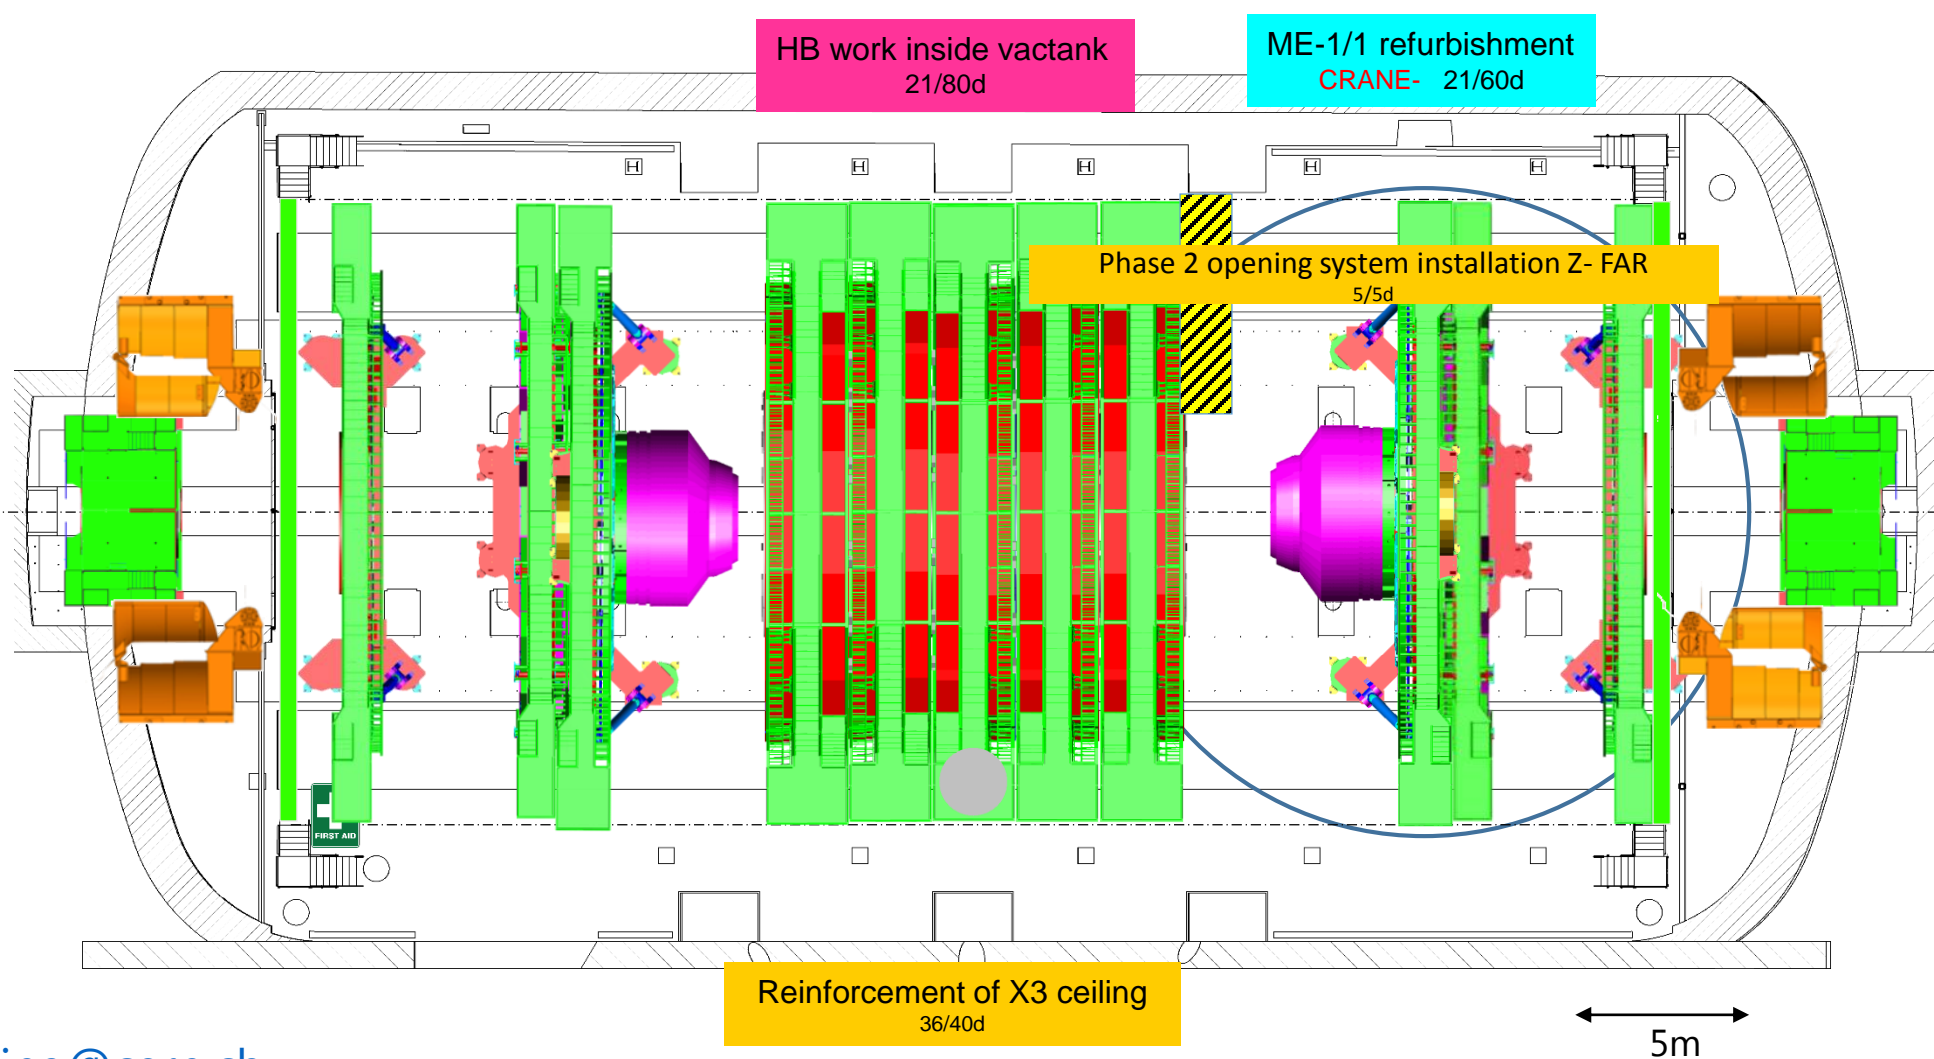 HB work inside vactank
21/80d
ME-1/1 refurbishment
CRANE- 21/60d
H H H H H
Phase 2 opening system installation Z- FAR
5/5d
FIRST AID
Reinforcement of X3 ceiling
36/40d
5m